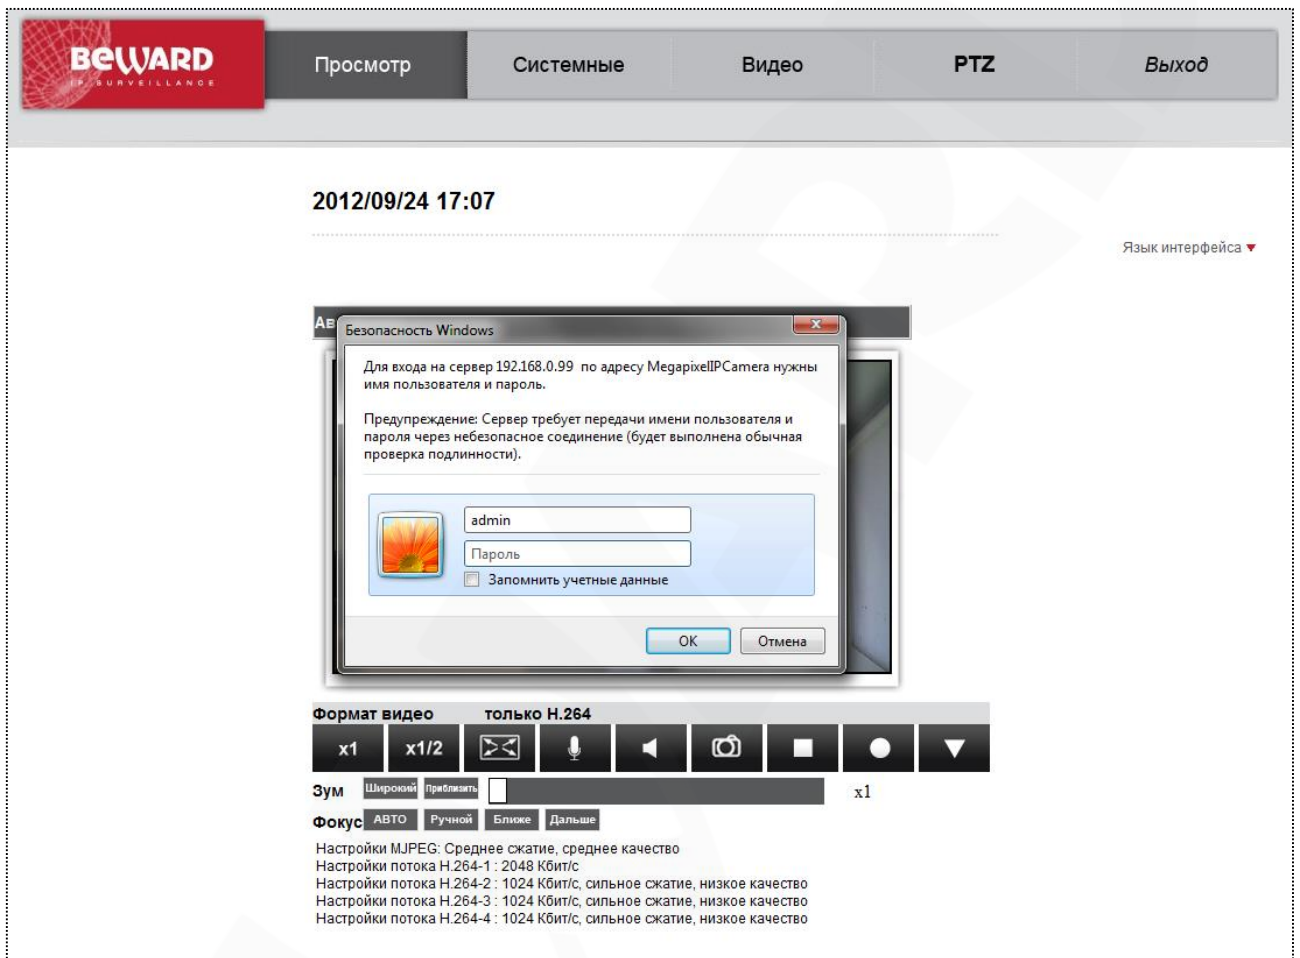 BEWARD
IP SURVEILLANCE
Просмотр
Системные
Видео
PTZ
Выход
2012/09/24 17:07
Язык интерфейса
Ав
Безопасность Windows
Для входа на сервер 192.168.0.99 по адресу MegapixelIPCamera нужны
имя пользователя и пароль.
Предупреждение: Сервер требует передачи имени пользователя и
пароля через небезопасное соединение (будет выполнена обычная
проверка подлинности).
admin
Пароль
Запомнить учетные данные
ОК
Отмена
Формат видео только H.264
x1
x1/2
Зум Широкий Приблизить x1
Фокус АВТО Ручной Ближе Дальше
Настройки MJPEG: Среднее сжатие, среднее качество
Настройки потока H.264-1 : 2048 Кбит/с
Настройки потока H.264-2 : 1024 Кбит/с, сильное сжатие, низкое качество
Настройки потока H.264-3 : 1024 Кбит/с, сильное сжатие, низкое качество
Настройки потока H.264-4 : 1024 Кбит/с, сильное сжатие, низкое качество